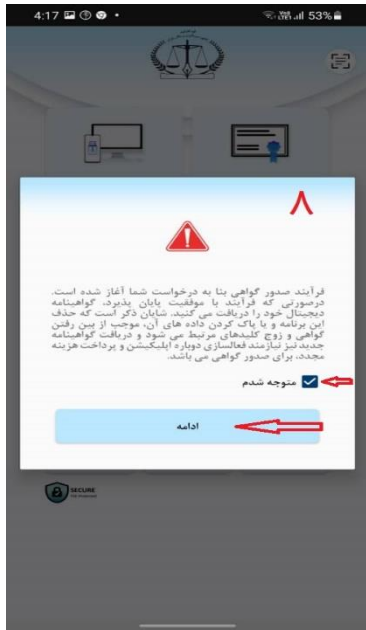 4:17
53%
۸
فرآیند صدور گواهی بنا به درخواست شما آغاز شده است.
درصورتی که فرآیند با موفقیت پایان پذیرد، گواهینامه
دیجیتال خود را دریافت می کنید. شایان ذکر است که حذف
این برنامه و یا پاک کردن داده های آن، موجب از بین رفتن
گواهی و زوج کلیدهای مرتبط می شود و دریافت گواهینامه
جدید نیز نیازمند فعالسازی دوباره اپلیکیشن و پرداخت هزینه
مجدد، برای صدور گواهی می باشد.
متوجه شدم
ادامه
SECURE